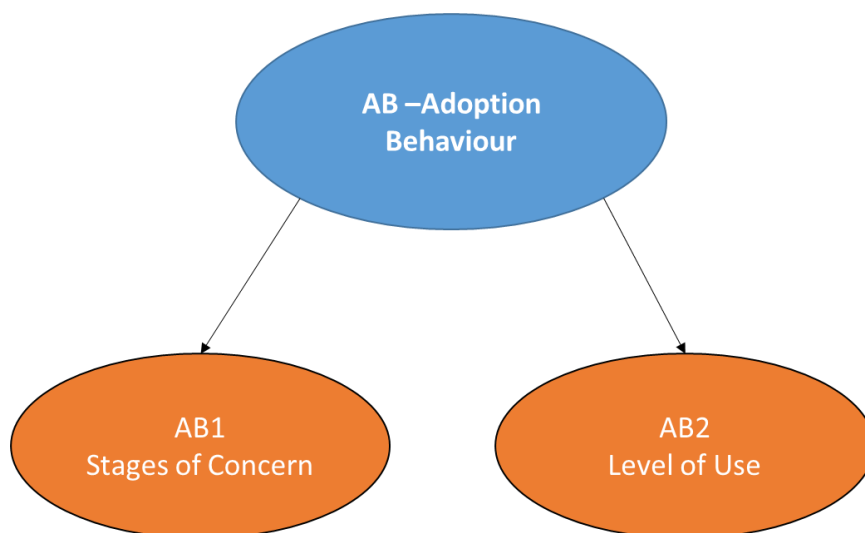 AB –Adoption
Behaviour
AB1
Stages of Concern
AB2
Level of Use